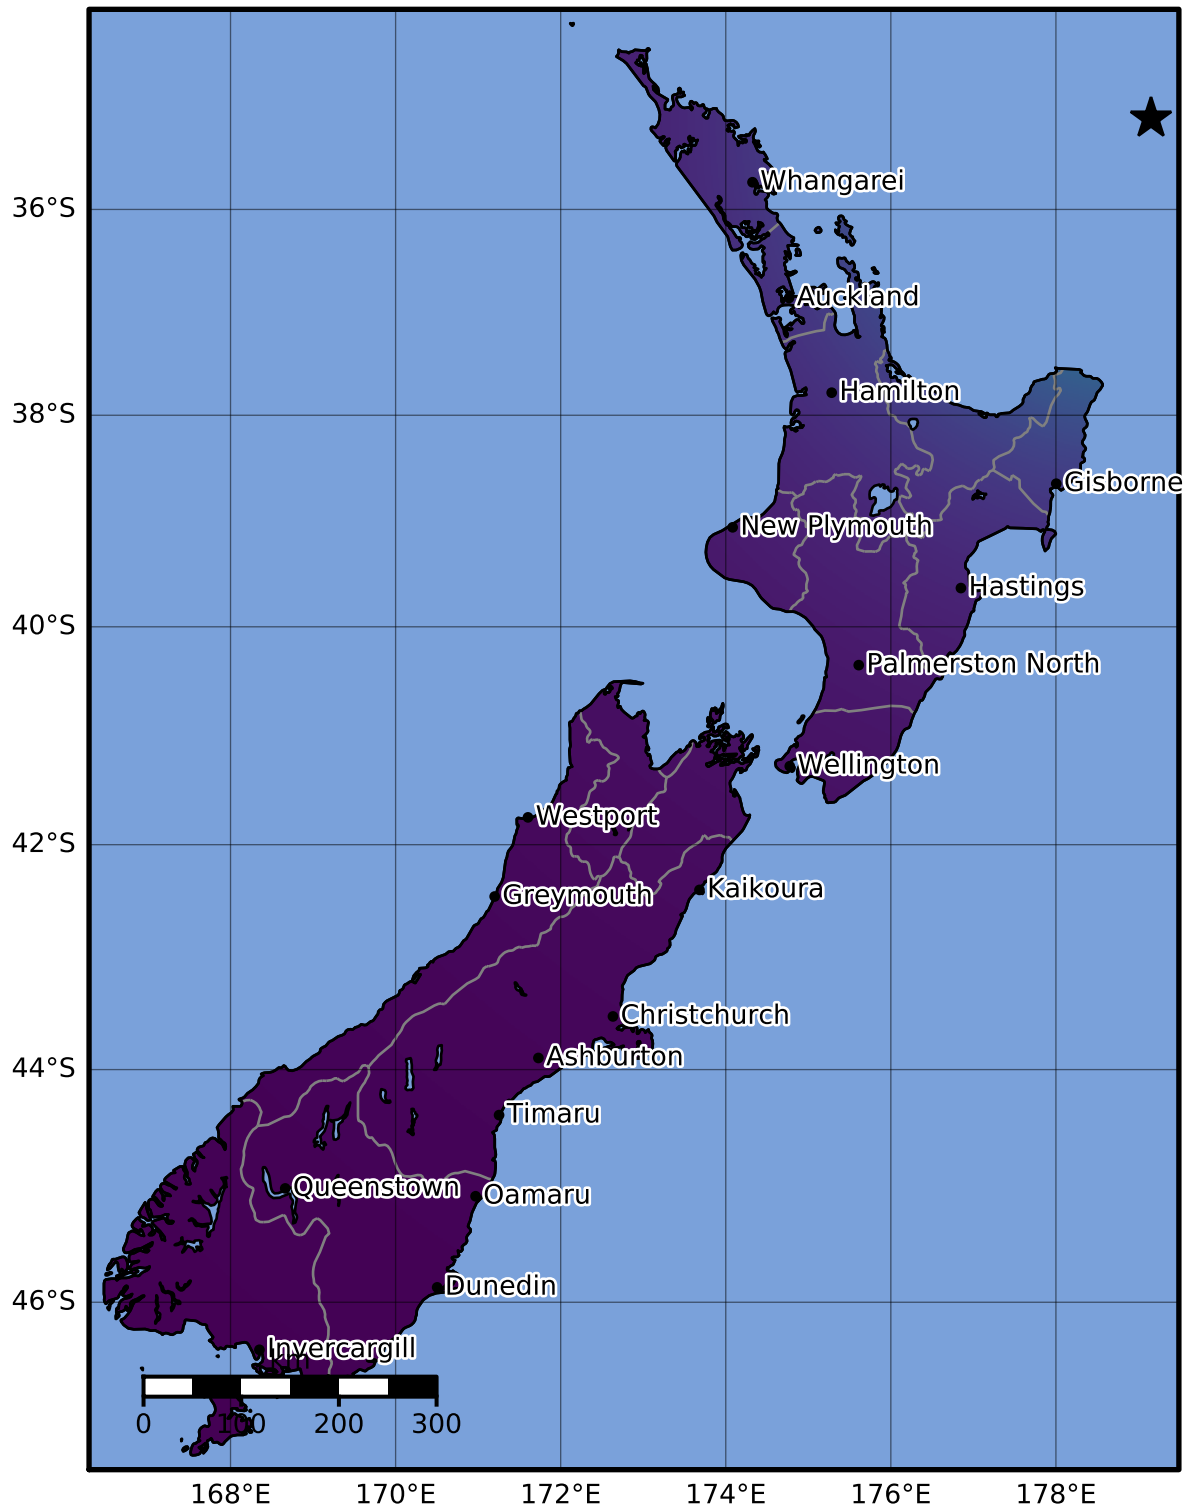 Whangarei
36°S
Auckland
Hamilton
38°S
Gisborne
New Plymouth
Hastings
40°S
Palmerston North
Wellington
Westport
42°S
Kaikoura
Greymouth
Christchurch
Ashburton
44°S
Timaru
Queenstown
Oamaru
Dunedin
46°S
Invercargill
km
0 100 200 300
168°E 170°E 172°E 174°E 176°E 178°E